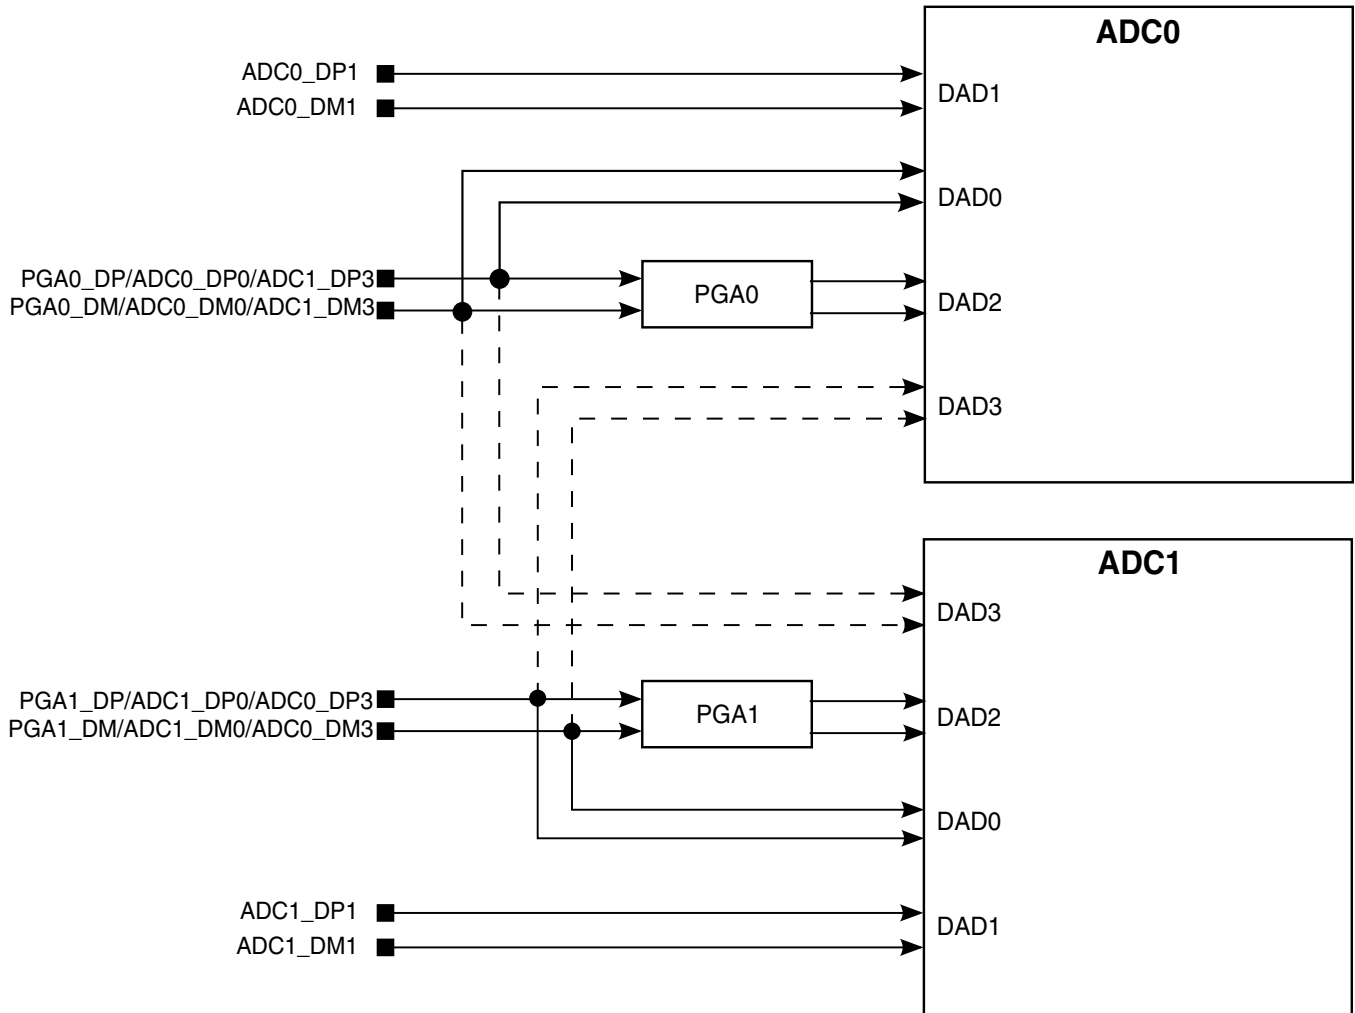 ADC0
ADC0_DP1
ADC0_DM1
DAD1
DAD0
PGA0_DP/ADC0_DP0/ADC1_DP3
PGA0_DM/ADC0_DM0/ADC1_DM3
PGA0
DAD2
DAD3
ADC1
DAD3
PGA1_DP/ADC1_DP0/ADC0_DP3
PGA1_DM/ADC1_DM0/ADC0_DM3
PGA1
DAD2
DAD0
ADC1_DP1
ADC1_DM1
DAD1